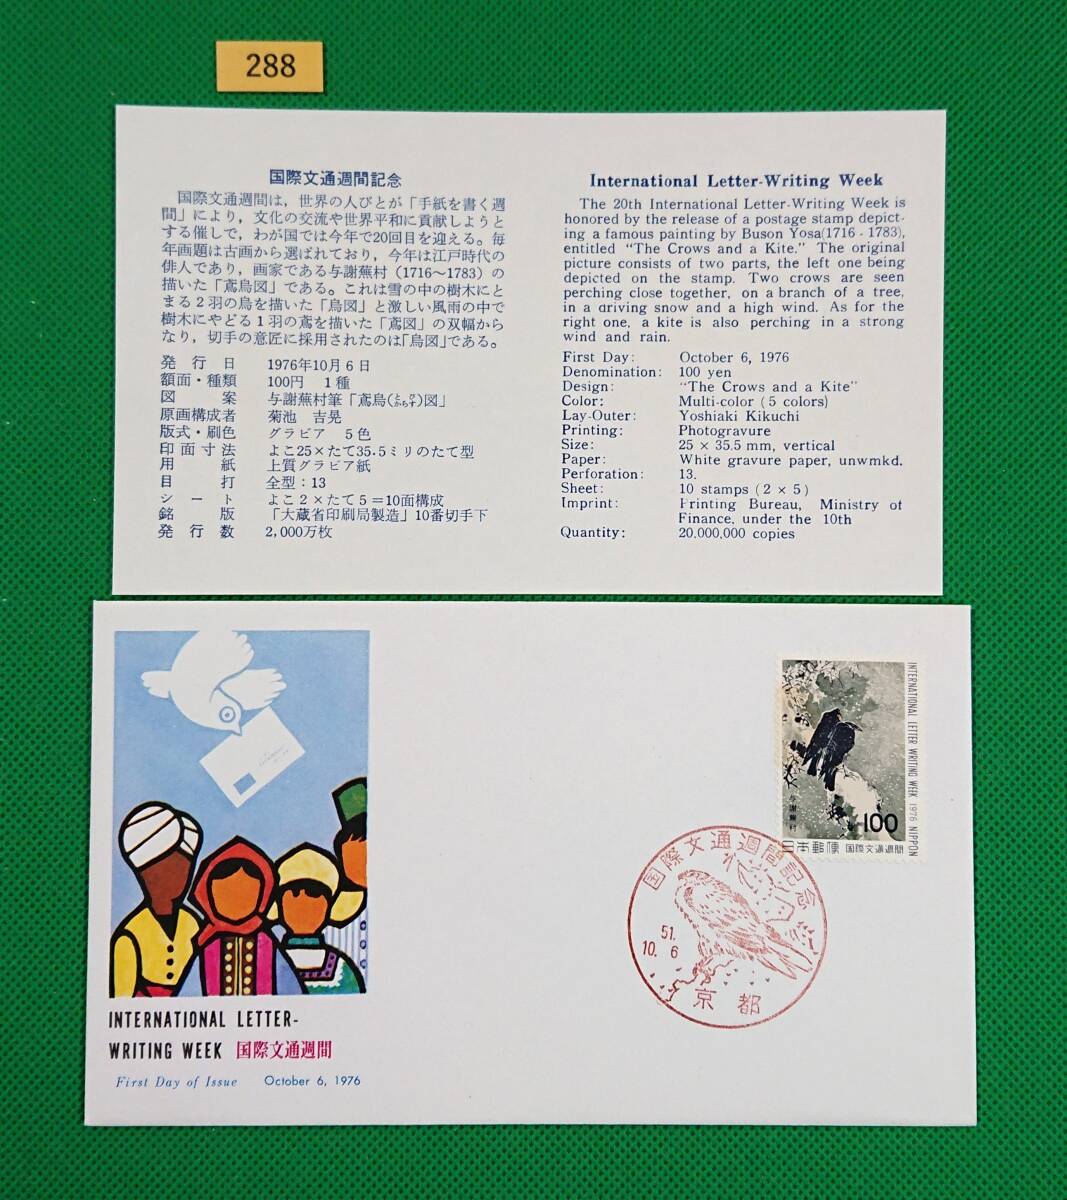 288
国際文通週間記念
国際文通週間は，世界の人びとが「手紙を書く週
間」により，文化の交流や世界平和に貢献しようと
する催しで，わが国では今年で20回目を迎える。毎
年画題は古画から選ばれており，今年は江戸時代の
俳人であり，画家である与謝蕪村（1716～1783）の
描いた「鳶烏図」である。これは雪の中の樹木にと
まる2羽の烏を描いた「烏図」と激しい風雨の中で
樹木にやどる1羽の鳶を描いた「鳶図」の双幅から
なり，切手の意匠に採用されたのは「烏図」である。
発行日 1976年10月6日
額面・種類 100円 1種
図案 与謝蕪村筆「鳶烏(とびからす)図」
原画構成者 菊池 吉晃
版式・刷色 グラビア 5色
印面寸法 よこ25×たて35.5ミリのたて型
用紙 上質グラビア紙
目打 全型：13
シート よこ2×たて5＝10面構成
銘版 「大蔵省印刷局製造」10番切手下
発行数 2,000万枚
International Letter-Writing Week
The 20th International Letter-Writing Week is
honored by the release of a postage stamp depict-
ing a famous painting by Buson Yosa(1716-1783),
entitled "The Crows and a Kite." The original
picture consists of two parts, the left one being
depicted on the stamp. Two crows are seen
perching close together, on a branch of a tree,
in a driving snow and a high wind. As for the
right one, a kite is also perching in a strong
wind and rain.
First Day: October 6, 1976
Denomination: 100 yen
Design: "The Crows and a Kite"
Color: Multi-color (5 colors)
Lay-Outer: Yoshiaki Kikuchi
Printing: Photogravure
Size: 25 × 35.5 mm, vertical
Paper: White gravure paper, unwmkd.
Perforation: 13.
Sheet: 10 stamps (2 × 5)
Imprint: Printing Bureau, Ministry of
Finance, under the 10th
Quantity: 20,000,000 copies
INTERNATIONAL LETTER WRITING WEEK 1976 NIPPON
与謝蕪村
100
日本郵便 国際文通週間
国際文通週間記念
51.
10.6
京都
INTERNATIONAL LETTER-
WRITING WEEK 国際文通週間
First Day of Issue October 6, 1976